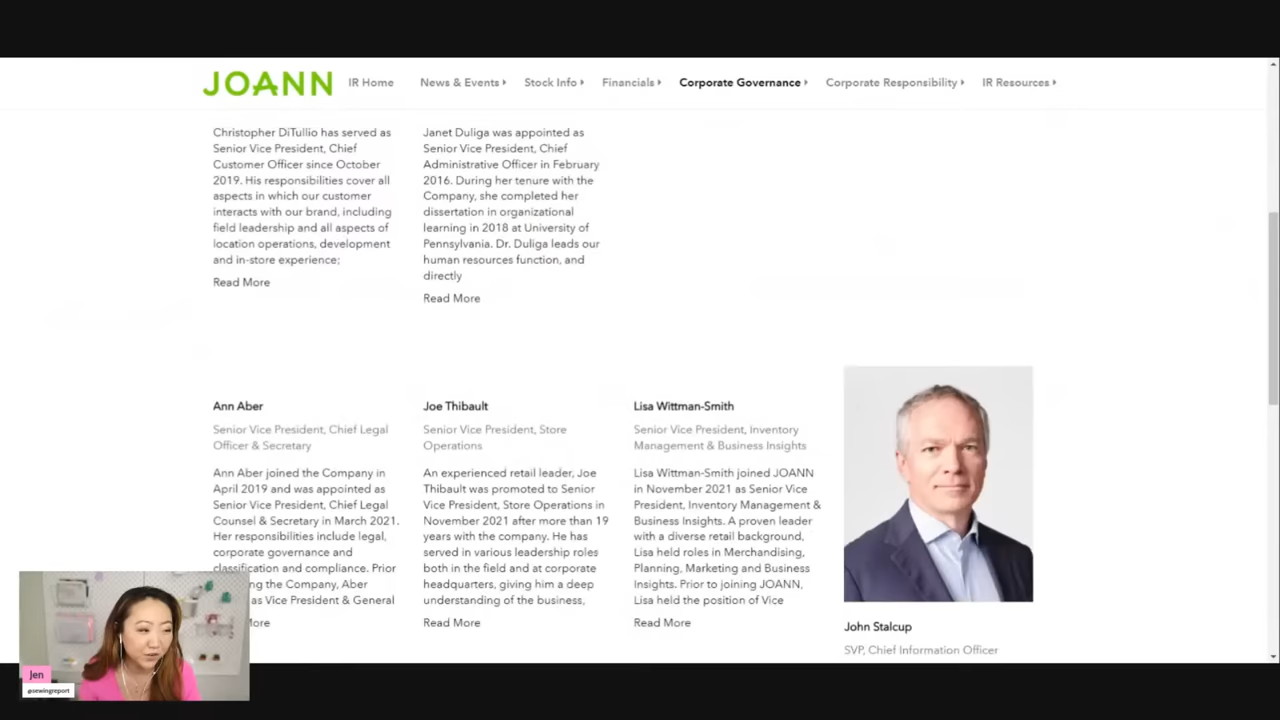 JOANN
IR Home
News & Events
Stock Info
Financials
Corporate Governance
Corporate Responsibility
IR Resources
Christopher DiTullio has served as
Senior Vice President, Chief
Customer Officer since October
2019. His responsibilities cover all
aspects in which our customer
interacts with our brand, including
field leadership and all aspects of
location operations, development
and in-store experience;
Read More
Janet Duliga was appointed as
Senior Vice President, Chief
Administrative Officer in February
2016. During her tenure with the
Company, she completed her
dissertation in organizational
learning in 2018 at University of
Pennsylvania. Dr. Duliga leads our
human resources function, and
directly
Read More
Ann Aber
Senior Vice President, Chief Legal
Officer & Secretary
Ann Aber joined the Company in
April 2019 and was appointed as
Senior Vice President, Chief Legal
Counsel & Secretary in March 2021.
Her responsibilities include legal,
corporate governance and
classification and compliance. Prior
the Company, Aber
as Vice President & General
Joe Thibault
Senior Vice President, Store
Operations
An experienced retail leader, Joe
Thibault was promoted to Senior
Vice President, Store Operations in
November 2021 after more than 19
years with the company. He has
served in various leadership roles
both in the field and at corporate
headquarters, giving him a deep
understanding of the business,
Read More
Lisa Wittman-Smith
Senior Vice President, Inventory
Management & Business Insights
Lisa Wittman-Smith joined JOANN
in November 2021 as Senior Vice
President, Inventory Management &
Business Insights. A proven leader
with a diverse retail background,
Lisa held roles in Merchandising,
Planning, Marketing and Business
Insights. Prior to joining JOANN,
Lisa held the position of Vice
Read More
John Stalcup
SVP, Chief Information Officer
Jen
@sewingreport